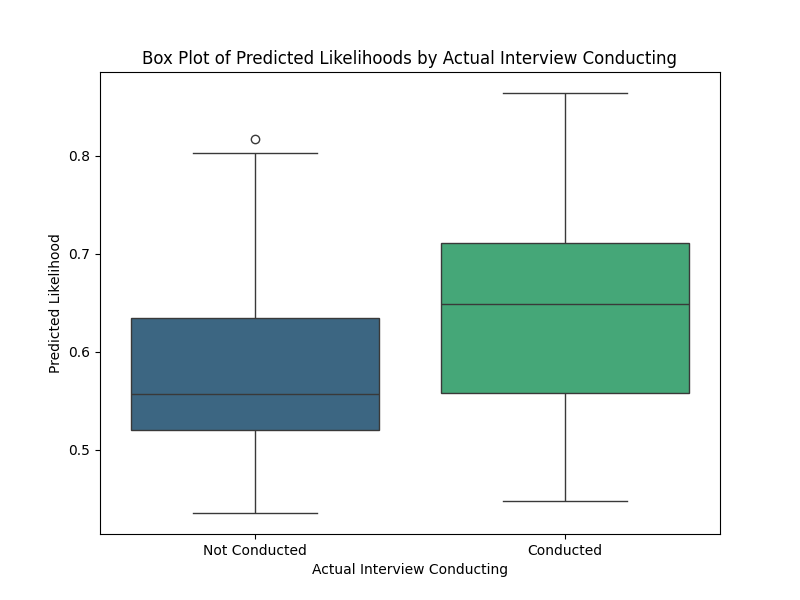 Box Plot of Predicted Likelihoods by Actual Interview Conducting
Predicted Likelihood
0.8
0.7
0.6
0.5
Not Conducted
Conducted
Actual Interview Conducting